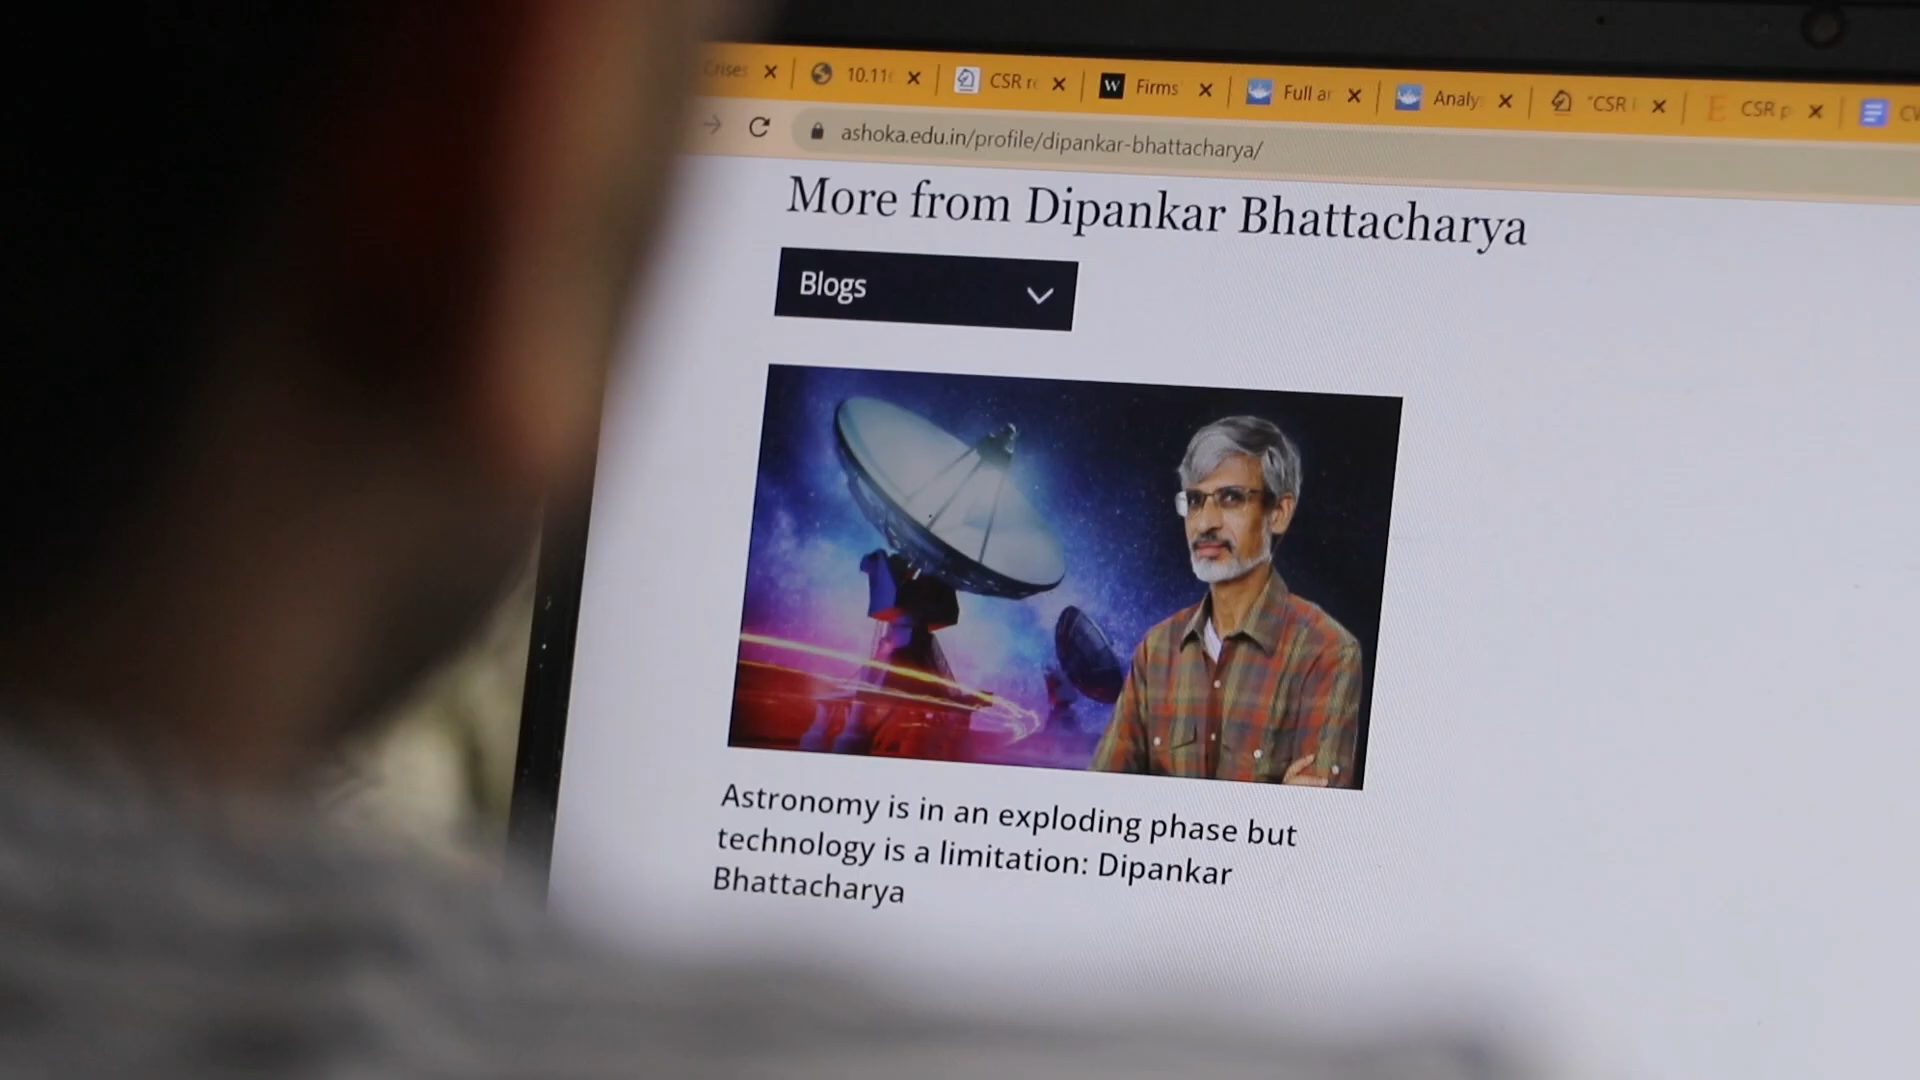 Crises
10.11
CSR r
W
Firms
Full ar
Analy
"CSR
E
CSR p
ashoka.edu.in/profile/dipankar-bhattacharya/
More from Dipankar Bhattacharya
Blogs
Astronomy is in an exploding phase but
technology is a limitation: Dipankar
Bhattacharya